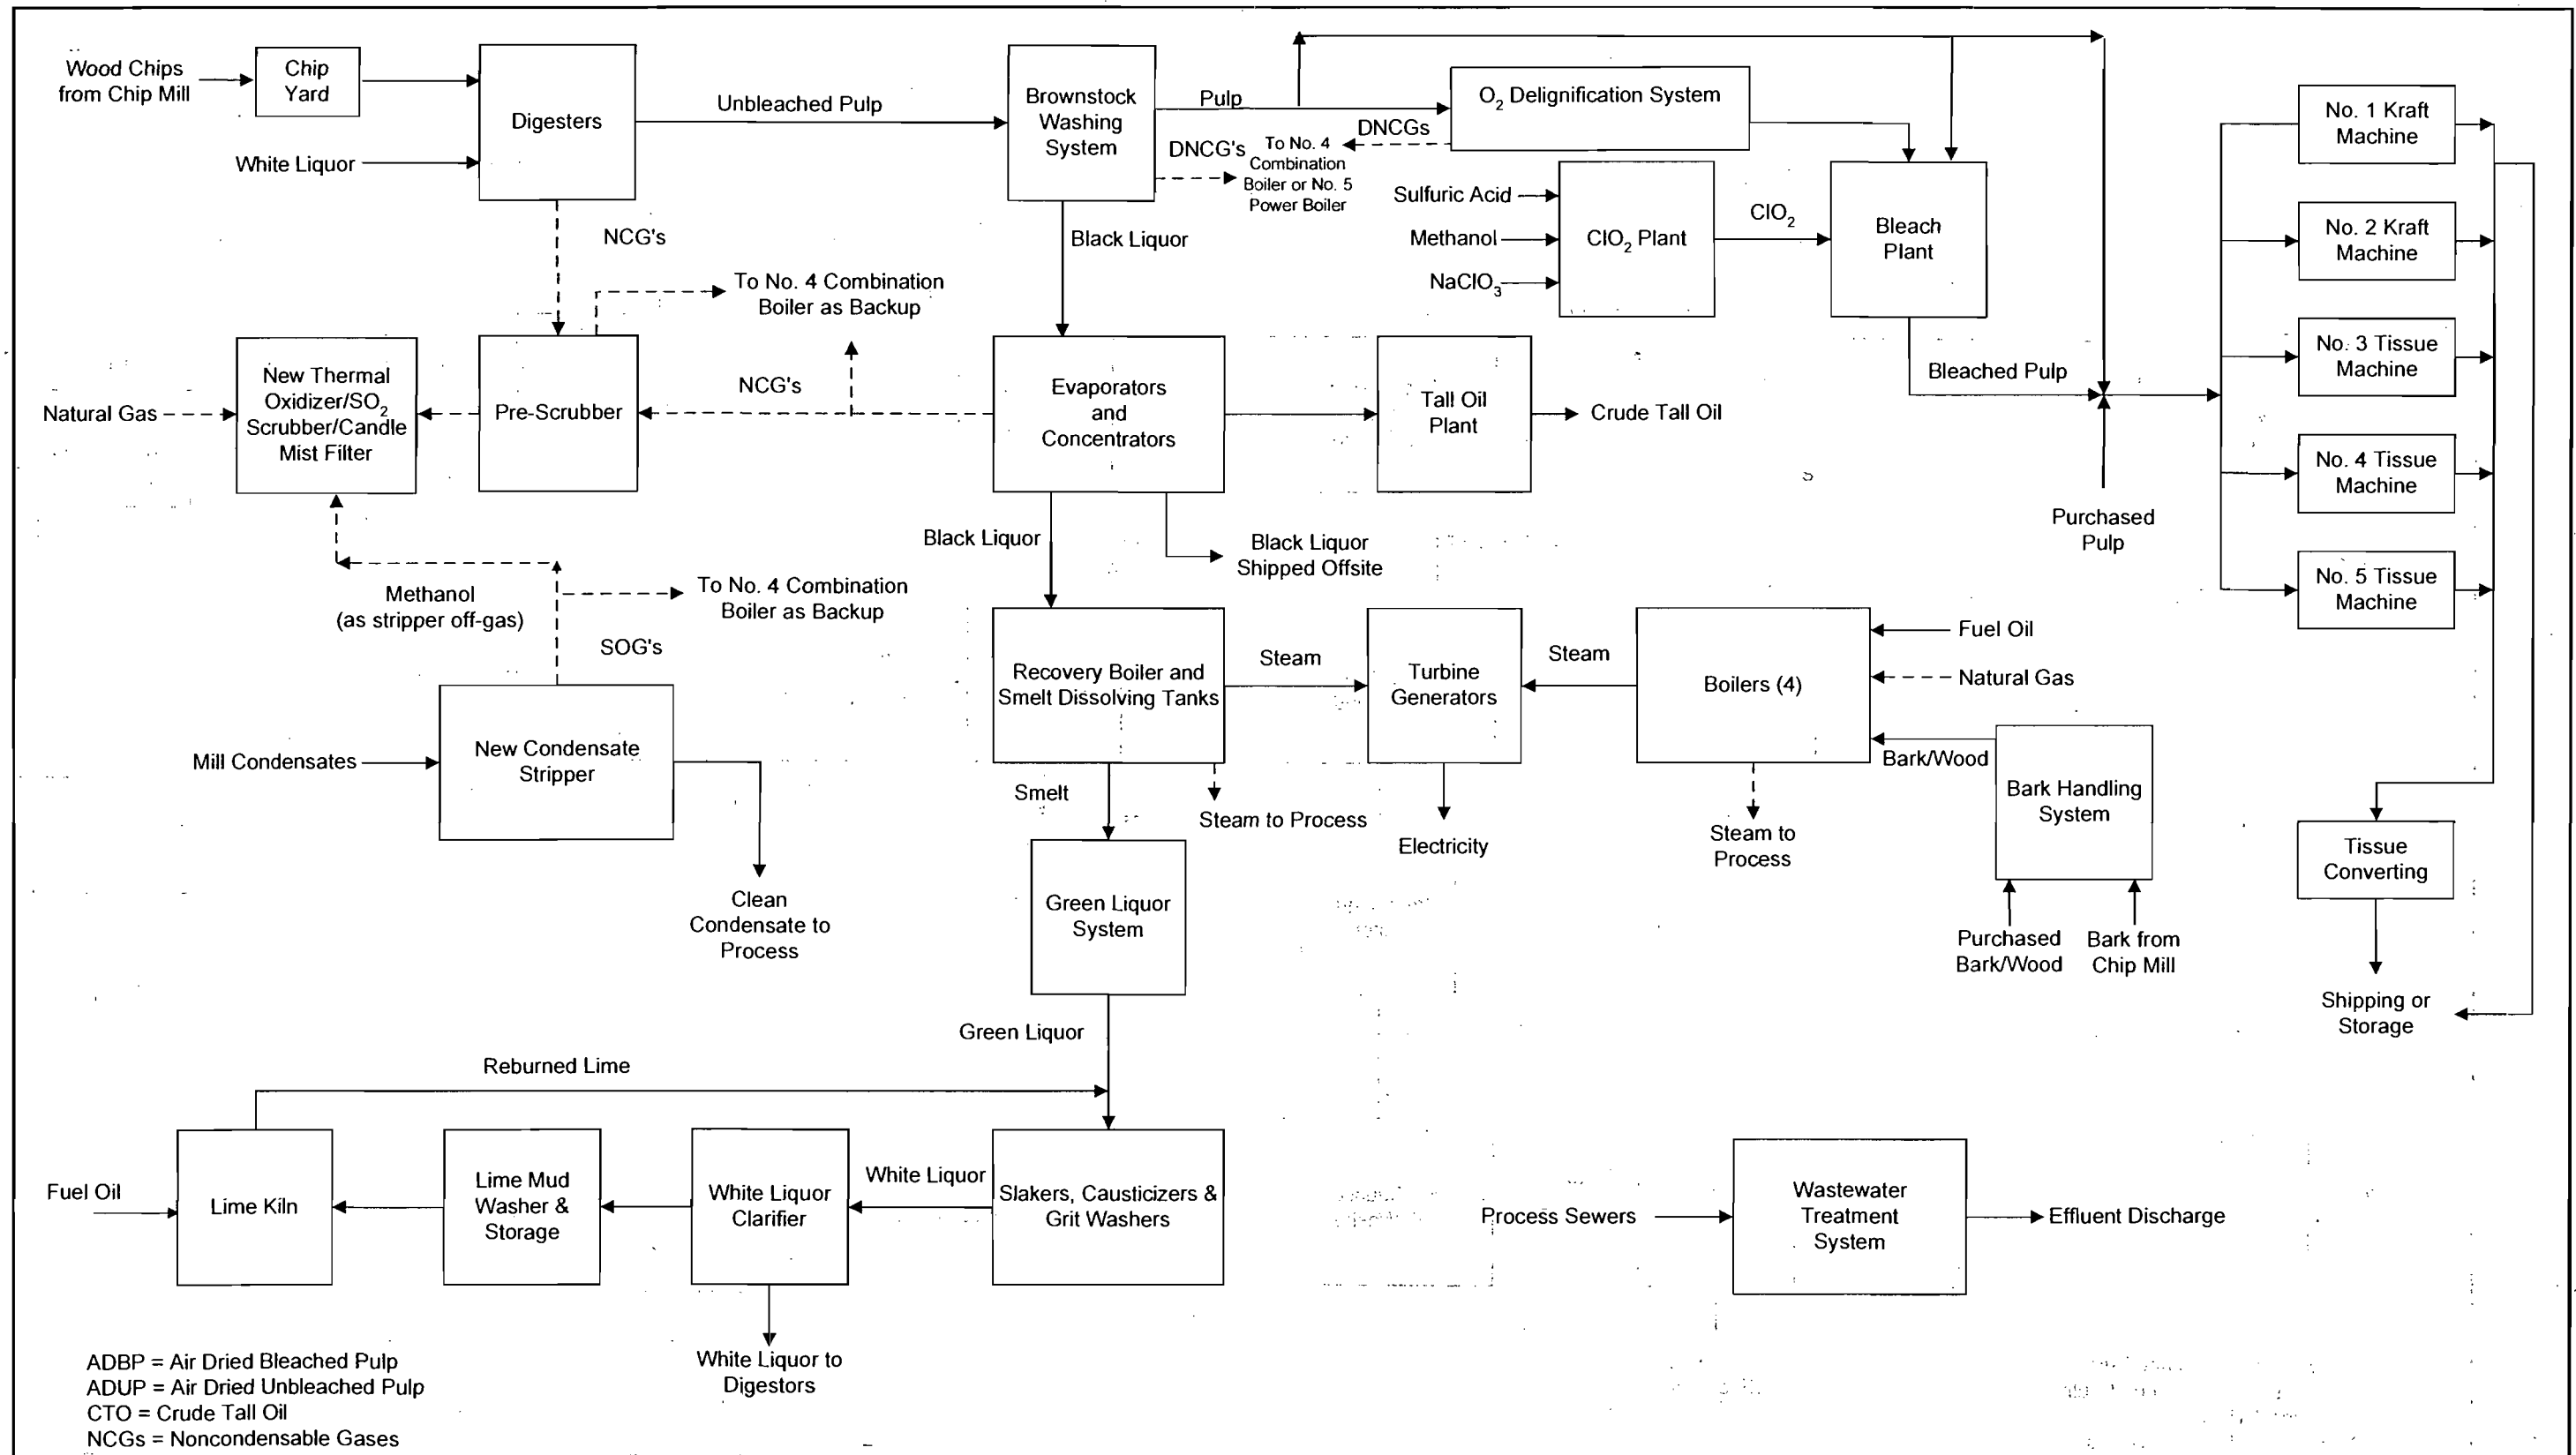 Wood Chips
from Chip Mill
Chip
Yard
Digesters
White Liquor
Unbleached Pulp
Brownstock
Washing
System
Pulp
DNCG's
To No. 4
Combination
Boiler or No. 5
Power Boiler
DNCGs
O2 Delignification System
Sulfuric Acid
Methanol
NaClO3
ClO2 Plant
ClO2
Bleach
Plant
No. 1 Kraft
Machine
No. 2 Kraft
Machine
No. 3 Tissue
Machine
No. 4 Tissue
Machine
No. 5 Tissue
Machine
NCG's
To No. 4 Combination
Boiler as Backup
Black Liquor
Natural Gas
New Thermal
Oxidizer/SO2
Scrubber/Candle
Mist Filter
Pre-Scrubber
NCG's
Evaporators
and
Concentrators
Tall Oil
Plant
Crude Tall Oil
Bleached Pulp
Purchased
Pulp
Black Liquor
Black Liquor
Shipped Offsite
Methanol
(as stripper off-gas)
To No. 4 Combination
Boiler as Backup
SOG's
Mill Condensates
New Condensate
Stripper
Clean
Condensate to
Process
Recovery Boiler and
Smelt Dissolving Tanks
Steam
Turbine
Generators
Steam
Boilers (4)
Fuel Oil
Natural Gas
Bark/Wood
Bark Handling
System
Smelt
Steam to Process
Electricity
Steam to
Process
Purchased
Bark/Wood
Bark from
Chip Mill
Tissue
Converting
Shipping or
Storage
Green Liquor
System
Green Liquor
Reburned Lime
Fuel Oil
Lime Kiln
Lime Mud
Washer &
Storage
White Liquor
Clarifier
White Liquor
Slakers, Causticizers &
Grit Washers
White Liquor to
Digestors
Process Sewers
Wastewater
Treatment
System
Effluent Discharge
ADBP = Air Dried Bleached Pulp
ADUP = Air Dried Unbleached Pulp
CTO = Crude Tall Oil
NCGs = Noncondensable Gases